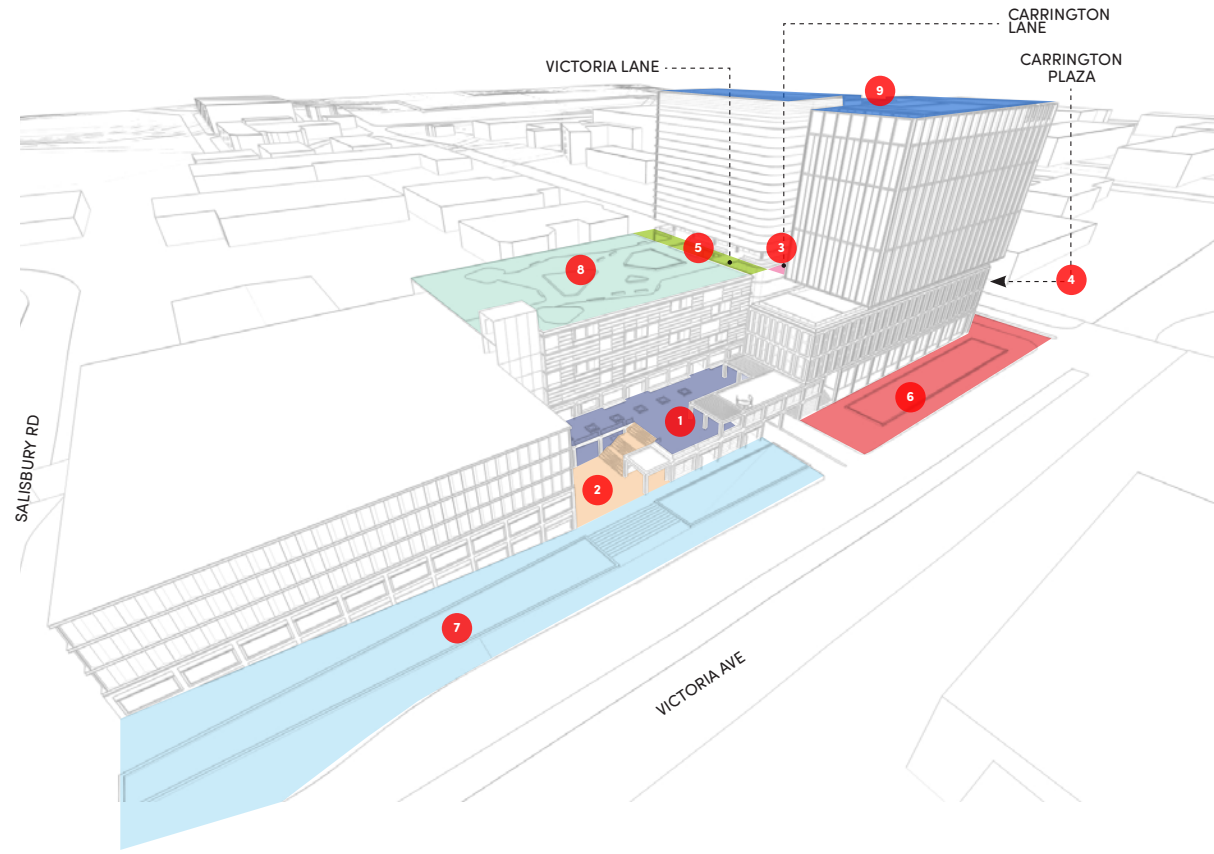 CARRINGTON
LANE
VICTORIA LANE
CARRINGTON
PLAZA
9
5
3
8
4
6
1
2
SALISBURY RD
7
VICTORIA AVE